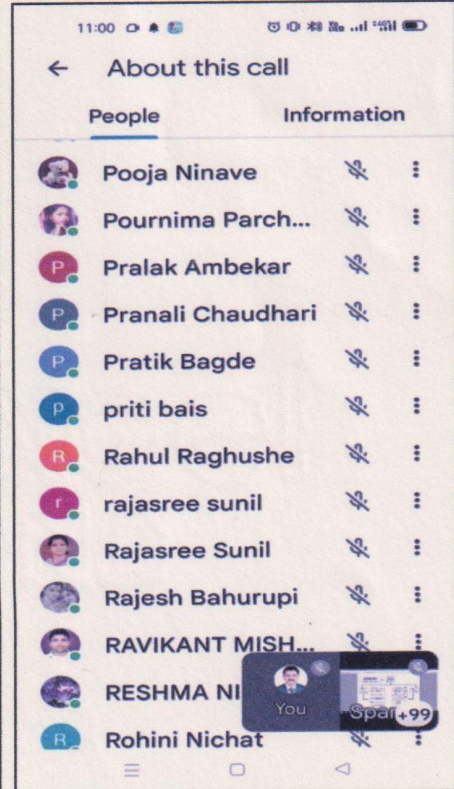 11:00
About this call
People Information
Pooja Ninave
Pournima Parch...
P Pralak Ambekar
P Pranali Chaudhari
P Pratik Bagde
p priti bais
R Rahul Raghushe
r rajasree sunil
Rajasree Sunil
Rajesh Bahurupi
RAVIKANT MISH...
RESHMA NI
You Spar +99
R Rohini Nichat